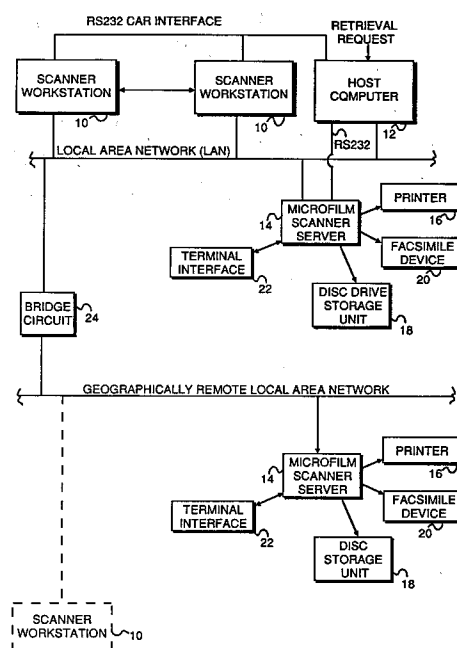 RS232 CAR INTERFACE
RETRIEVAL
REQUEST
SCANNER
WORKSTATION
10
SCANNER
WORKSTATION
10
HOST
COMPUTER
12
RS232
LOCAL AREA NETWORK (LAN)
14
MICROFILM
SCANNER
SERVER
PRINTER
16
FACSIMILE
DEVICE
20
TERMINAL
INTERFACE
22
DISC DRIVE
STORAGE
UNIT
18
BRIDGE
CIRCUIT
24
GEOGRAPHICALLY REMOTE LOCAL AREA NETWORK
14
MICROFILM
SCANNER
SERVER
PRINTER
16
FACSIMILE
DEVICE
20
TERMINAL
INTERFACE
22
DISC
STORAGE
UNIT
18
SCANNER
WORKSTATION
10